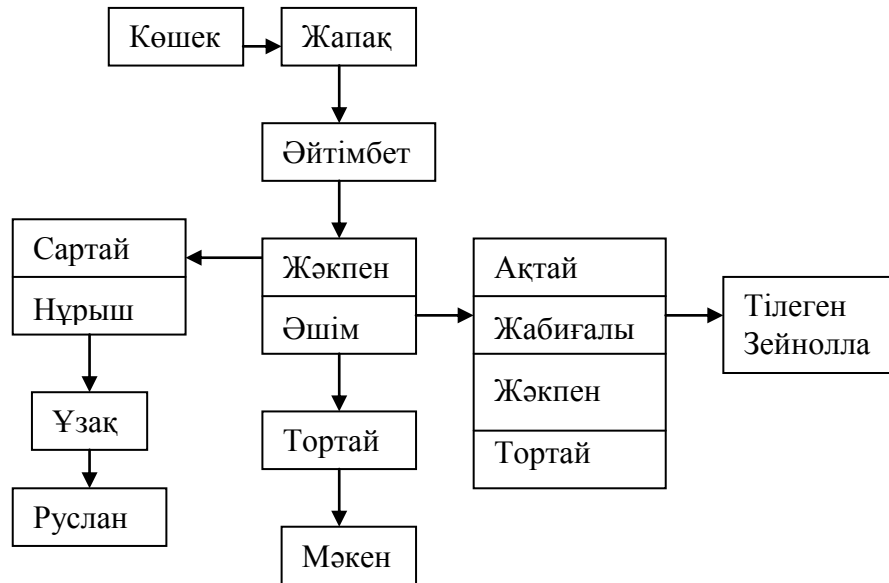 Көшек
Жапақ
Әйтімбет
Сартай
Нұрыш
Жәкпен
Әшім
Ақтай
Жабиғалы
Жәкпен
Тортай
Тілеген
Зейнолла
Ұзақ
Тортай
Руслан
Мәкен